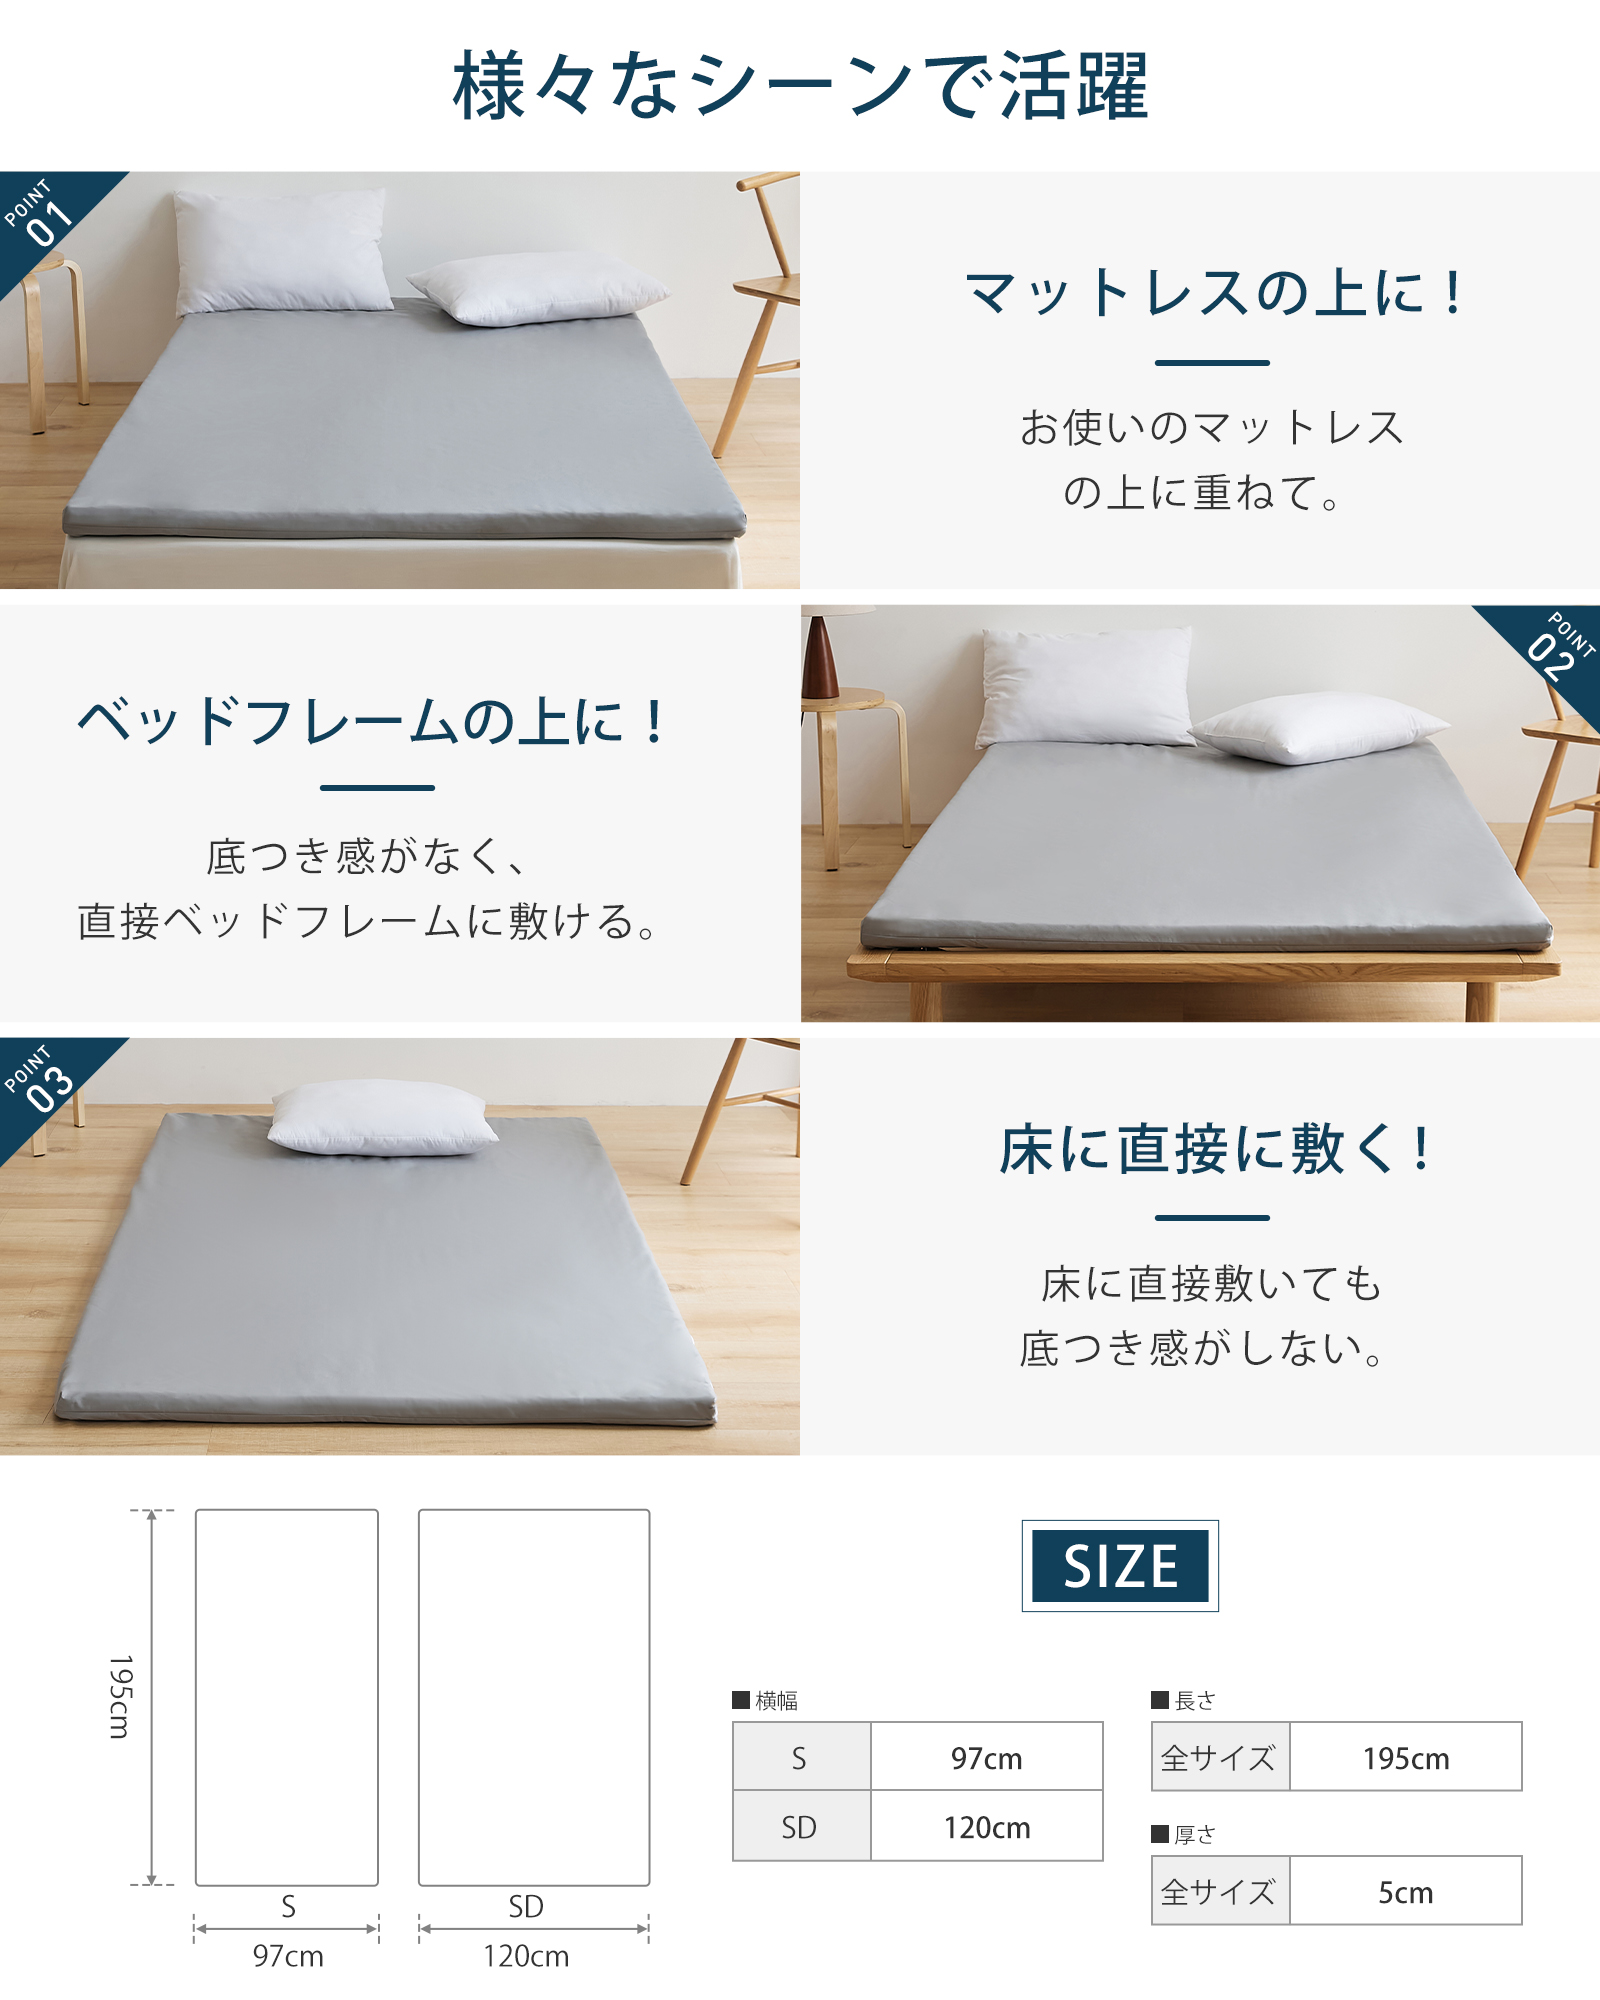 様々なシーンで活躍
POINT
01
マットレスの上に！
お使いのマットレス
の上に重ねて。
ベッドフレームの上に！
底つき感がなく、
直接ベッドフレームに敷ける。
POINT
02
POINT
03
床に直接に敷く！
床に直接敷いても
底つき感がしない。
195cm
S
97cm
SD
120cm
SIZE
■横幅
S 97cm
SD 120cm
■長さ
全サイズ 195cm
■厚さ
全サイズ 5cm